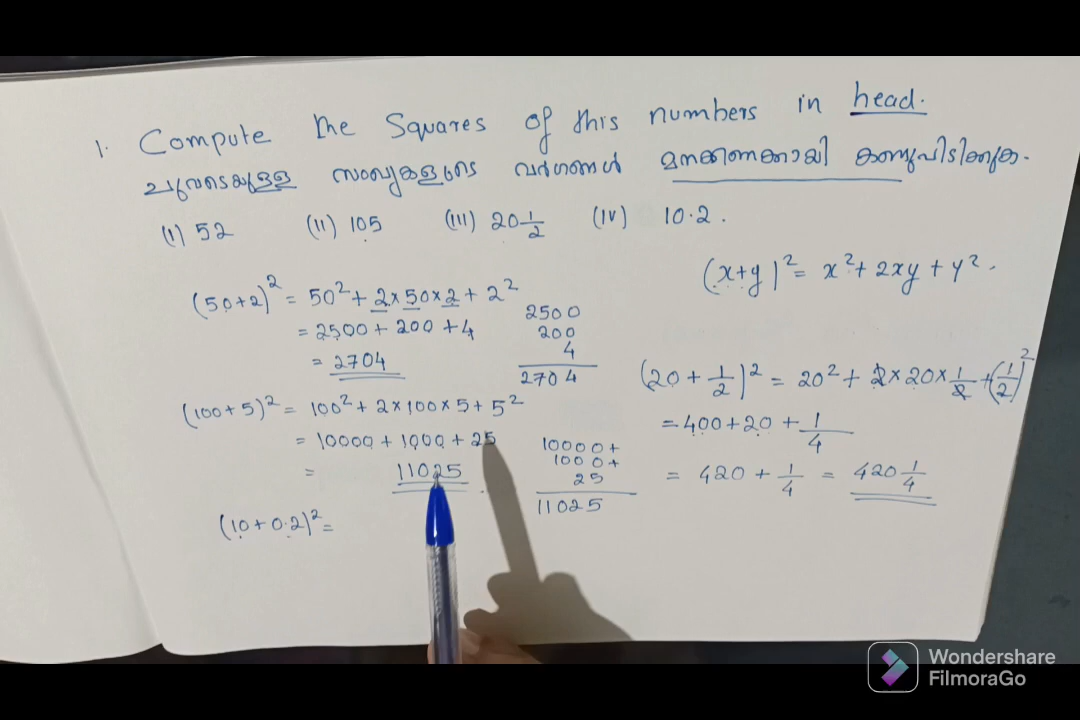 1. Compute the Squares of this numbers in head.
ചുവടെയുള്ള സംഖ്യകളുടെ വർഗങ്ങൾ മനക്കണക്കായി കണ്ടുപിടിക്കുക.
(i) 52 (ii) 105 (iii) 20 1/2 (iv) 10.2.
(x+y)² = x² + 2xy + y².
(50+2)² = 50² + 2×50×2 + 2²
= 2500 + 200 + 4
= 2704
2500
200
4
2704
(100+5)² = 100² + 2×100×5 + 5²
= 10000 + 1000 + 25
= 11025
10000+
1000+
25
11025
(10+0.2)² =
(20 + 1/2)² = 20² + 2×20×1/2 + (1/2)²
= 400 + 20 + 1/4
= 420 + 1/4 = 420 1/4
Wondershare
FilmoraGo